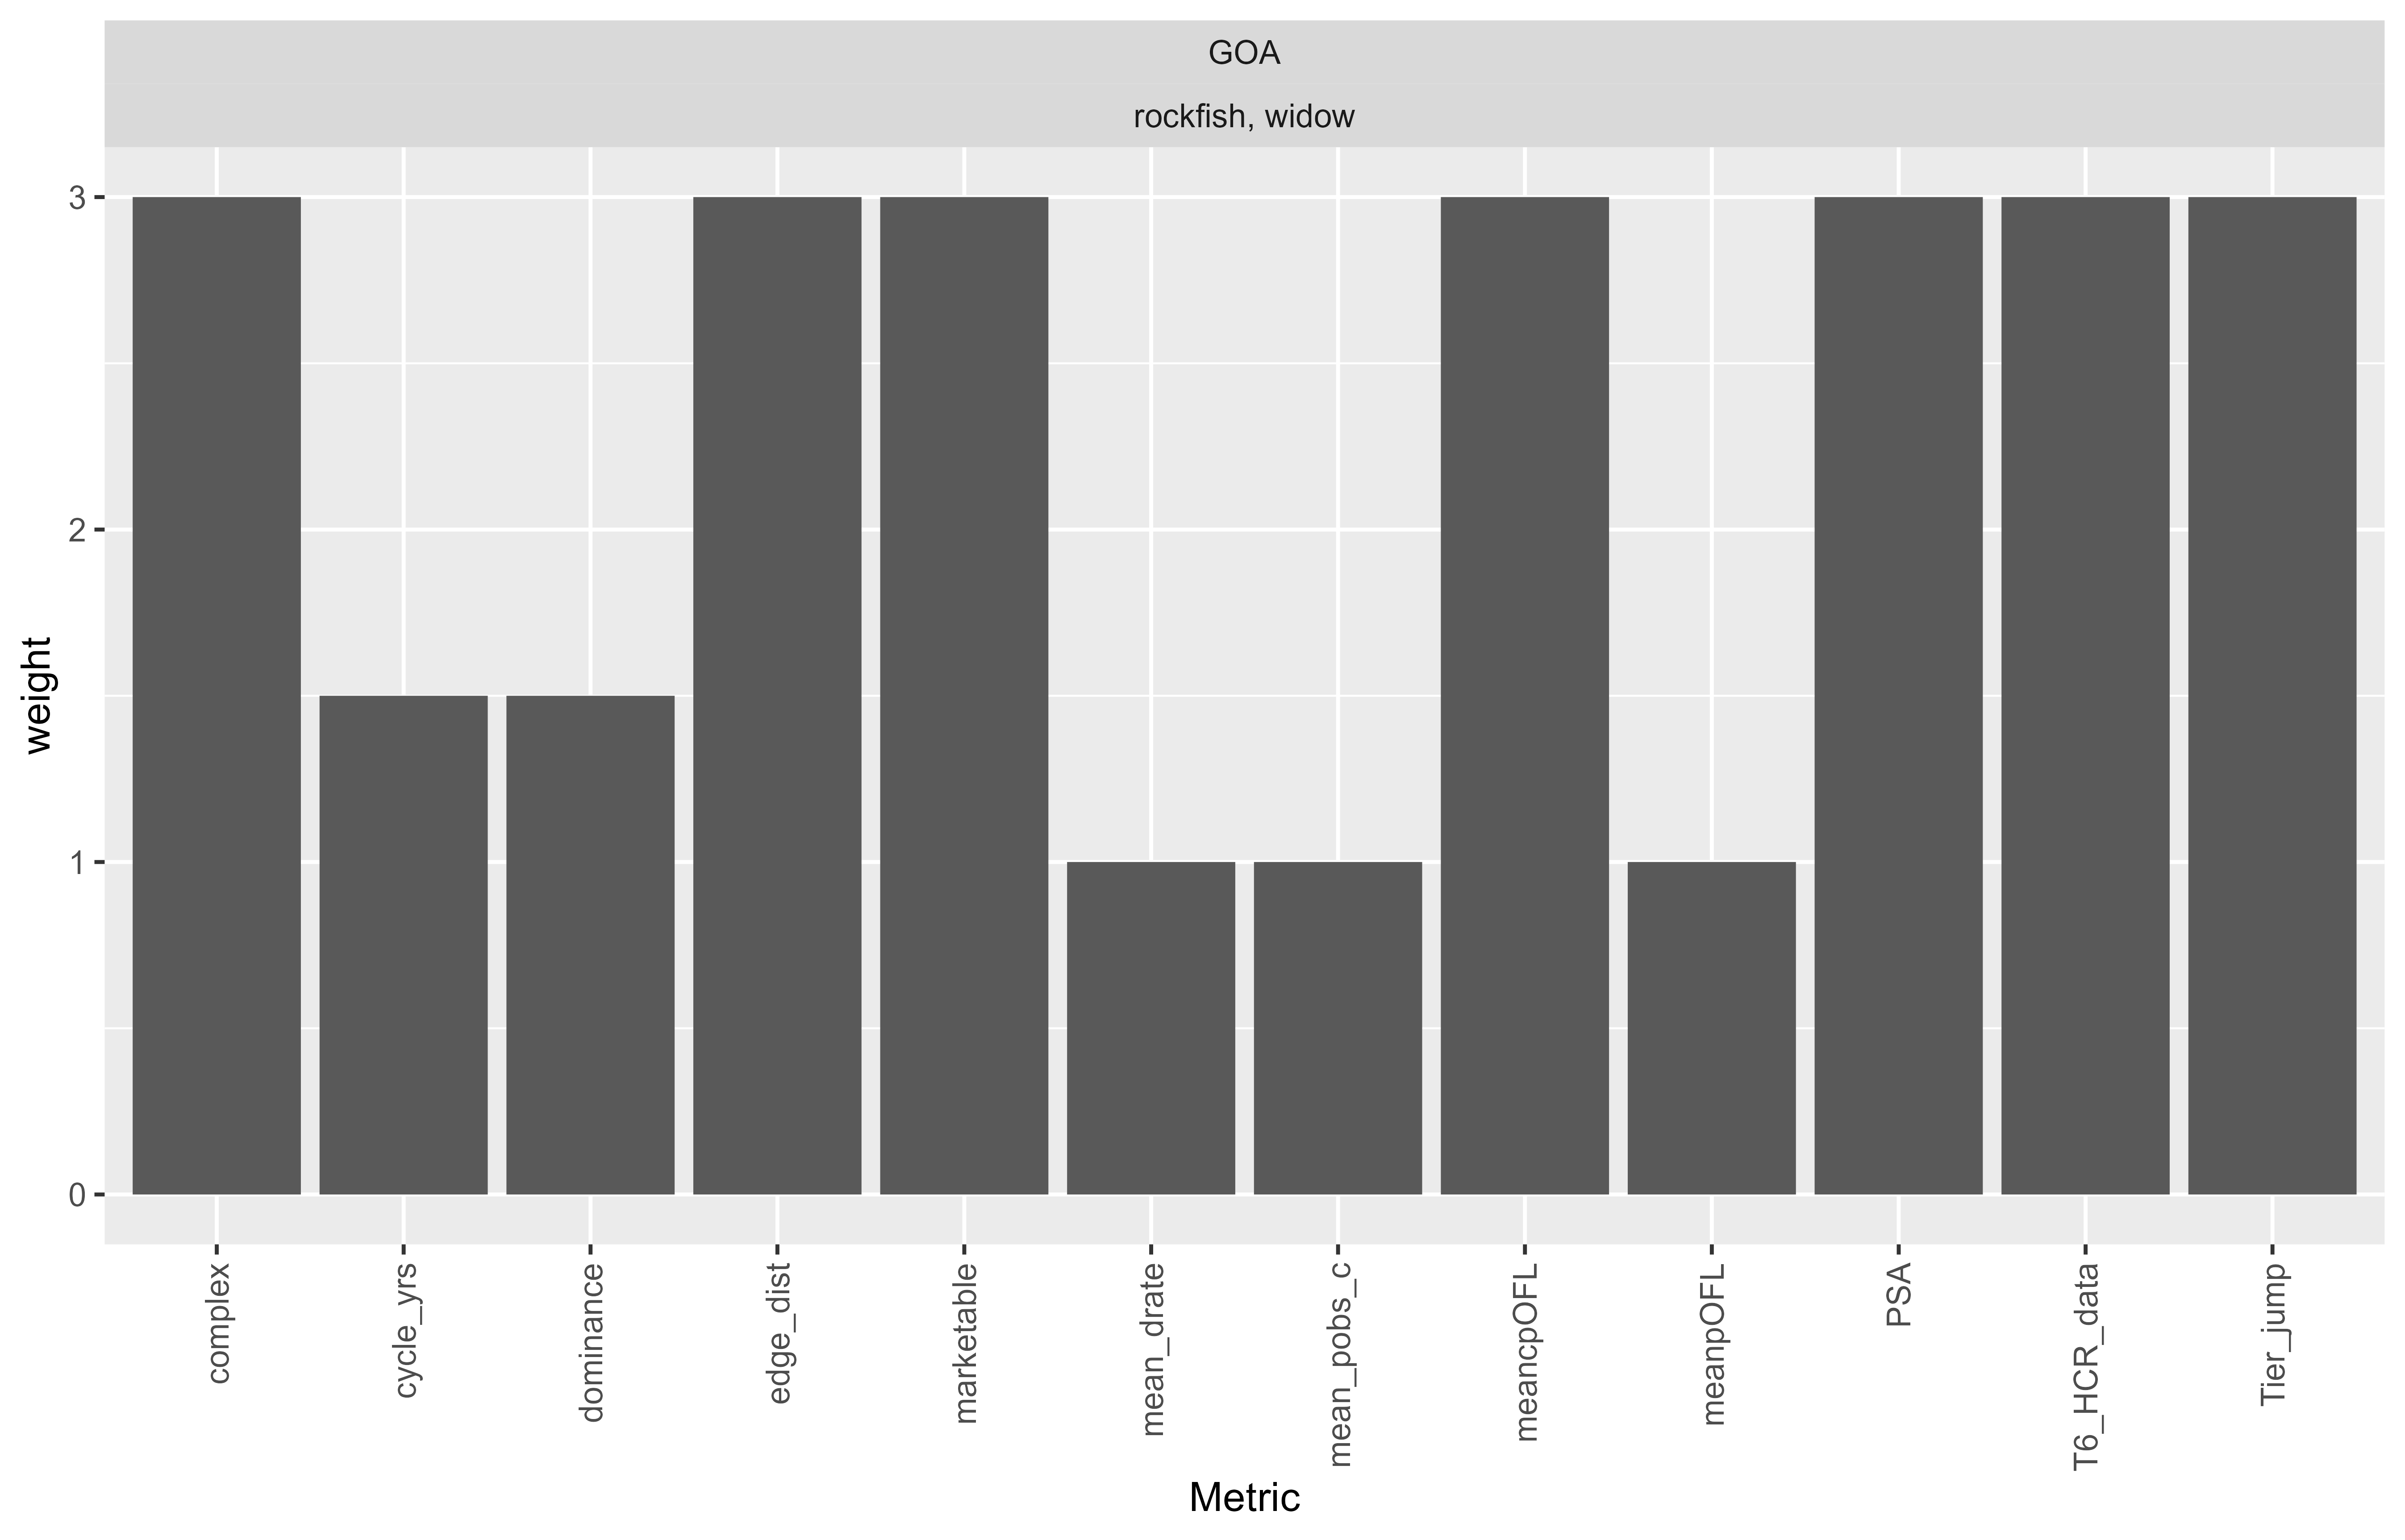 GOA
rockfish, widow
weight
3
2
1
0
complex
cycle_yrs
dominance
edge_dist
marketable
mean_drate
mean_pobs_c
meancpOFL
meanpOFL
PSA
T6_HCR_data
Tier_jump
Metric